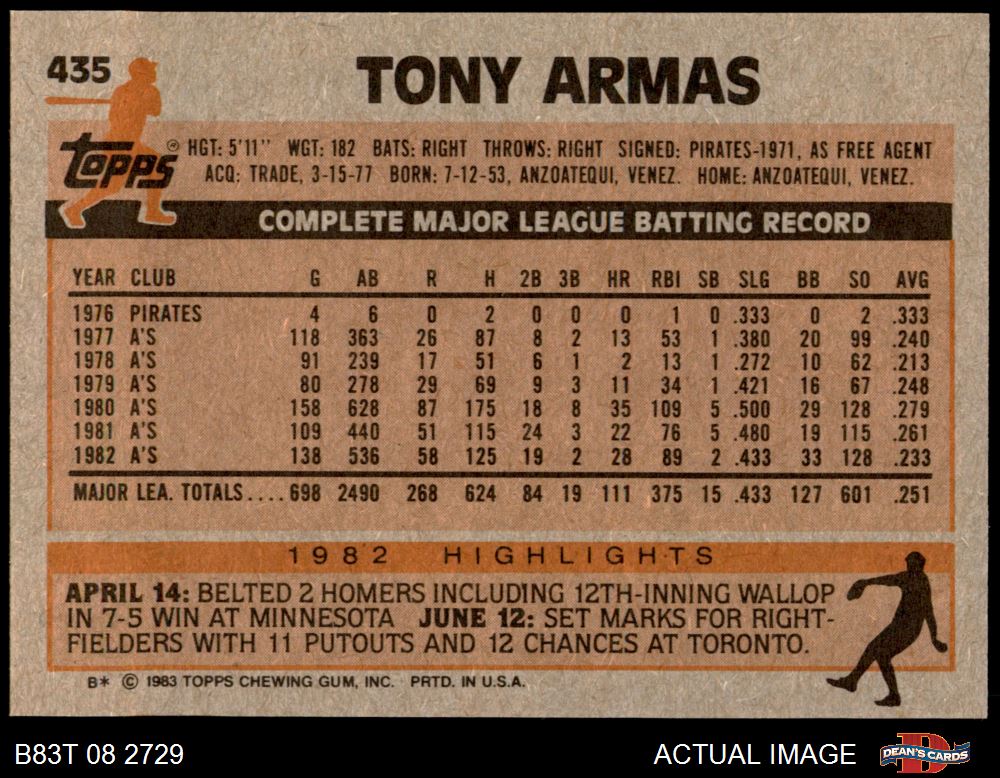 435
TONY ARMAS
Topps ® HGT: 5'11" WGT: 182 BATS: RIGHT THROWS: RIGHT SIGNED: PIRATES-1971, AS FREE AGENT
ACQ: TRADE, 3-15-77 BORN: 7-12-53, ANZOATEQUI, VENEZ. HOME: ANZOATEQUI, VENEZ.
COMPLETE MAJOR LEAGUE BATTING RECORD
YEAR CLUB G AB R H 2B 3B HR RBI SB SLG BB SO AVG
1976 PIRATES 4 6 0 2 0 0 0 1 0 .333 0 2 .333
1977 A'S 118 363 26 87 8 2 13 53 1 .380 20 99 .240
1978 A'S 91 239 17 51 6 1 2 13 1 .272 10 62 .213
1979 A'S 80 278 29 69 9 3 11 34 1 .421 16 67 .248
1980 A'S 158 628 87 175 18 8 35 109 5 .500 29 128 .279
1981 A'S 109 440 51 115 24 3 22 76 5 .480 19 115 .261
1982 A'S 138 536 58 125 19 2 28 89 2 .433 33 128 .233
MAJOR LEA. TOTALS.... 698 2490 268 624 84 19 111 375 15 .433 127 601 .251
1982 HIGHLIGHTS
APRIL 14: BELTED 2 HOMERS INCLUDING 12TH-INNING WALLOP
IN 7-5 WIN AT MINNESOTA JUNE 12: SET MARKS FOR RIGHT-
FIELDERS WITH 11 PUTOUTS AND 12 CHANCES AT TORONTO.
B* © 1983 TOPPS CHEWING GUM, INC. PRTD. IN U.S.A.
B83T 08 2729
ACTUAL IMAGE
D
DEAN'S CARDS